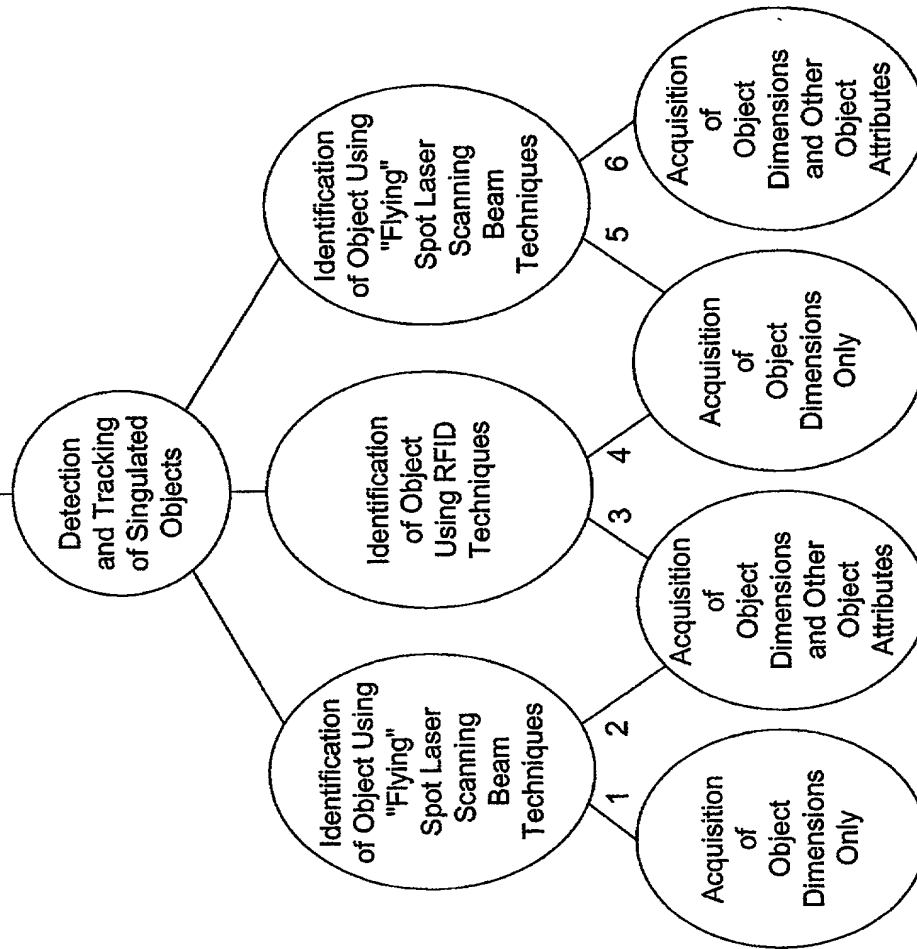 Detection
and Tracking
of Singulated
Objects
Identification
of Object Using
"Flying"
Spot Laser
Scanning
Beam
Techniques
Identification
of Object
Using RFID
Techniques
Identification
of Object Using
"Flying"
Spot Laser
Scanning
Beam
Techniques
1
2
3
4
5
6
Acquisition
of
Object
Dimensions
Only
Acquisition
of
Object
Dimensions
and Other
Object
Attributes
Acquisition
of
Object
Dimensions
Only
Acquisition
of
Object
Dimensions
and Other
Object
Attributes